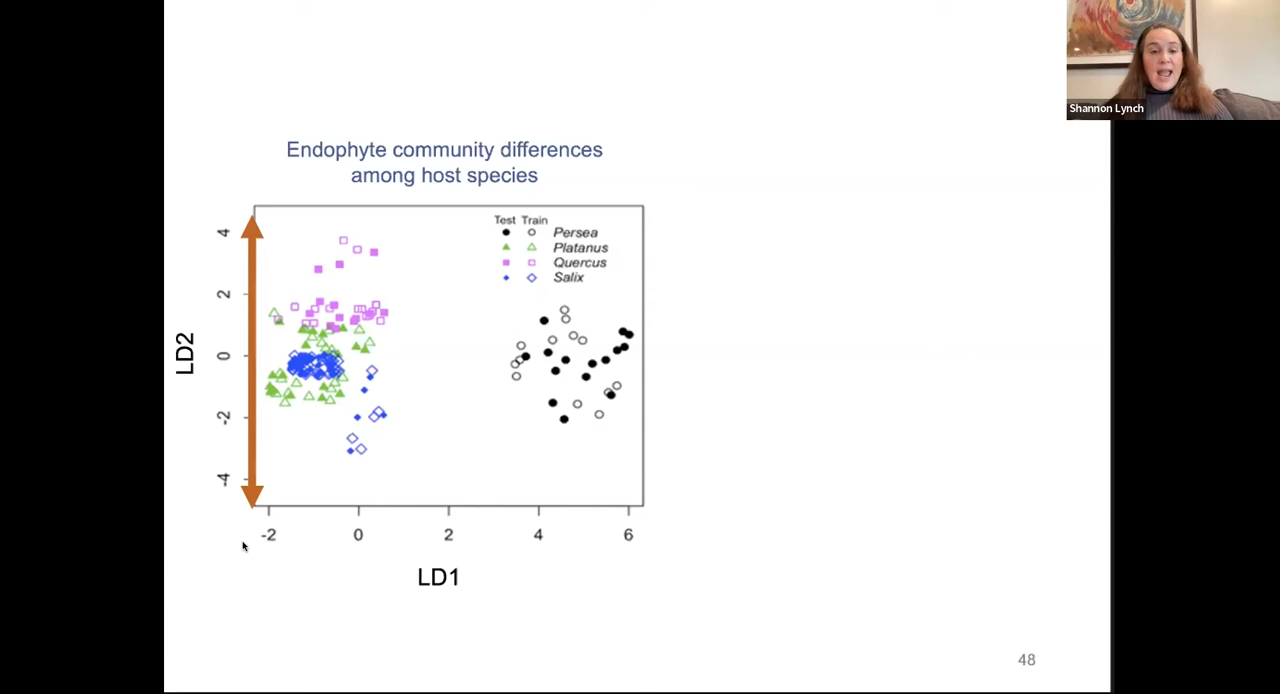 Shannon Lynch
Endophyte community differences
among host species
Test Train
Persea
Platanus
Quercus
Salix
4
2
0
-2
-4
LD2
-2 0 2 4 6
LD1
48